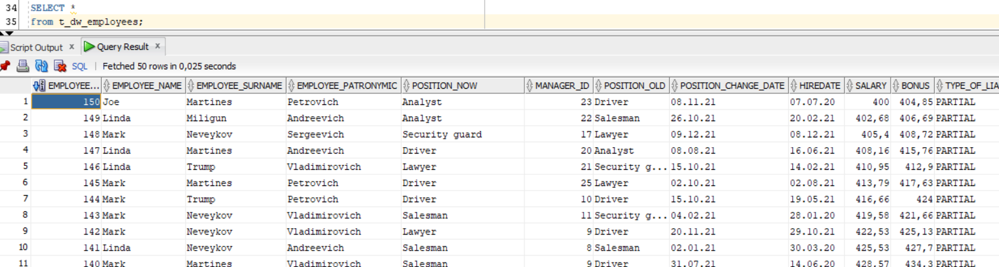 34 SELECT *
35 from t_dw_employees;
Script Output x Query Result x
SQL | Fetched 50 rows in 0,025 seconds
EMPLOYEE... EMPLOYEE_NAME EMPLOYEE_SURNAME EMPLOYEE_PATRONYMIC POSITION_NOW MANAGER_ID POSITION_OLD POSITION_CHANGE_DATE HIREDATE SALARY BONUS TYPE_OF_LIA
1 150 Joe Martines Petrovich Analyst 23 Driver 08.11.21 07.07.20 400 404,85 PARTIAL
2 149 Linda Miligun Andreevich Analyst 22 Salesman 26.10.21 20.02.21 402,68 406,69 PARTIAL
3 148 Mark Neveykov Sergeevich Security guard 17 Lawyer 09.12.21 08.12.21 405,4 408,72 PARTIAL
4 147 Linda Martines Andreevich Driver 20 Analyst 08.08.21 16.06.21 408,16 415,76 PARTIAL
5 146 Linda Trump Vladimirovich Lawyer 21 Security g... 15.10.21 14.02.21 410,95 412,9 PARTIAL
6 145 Mark Martines Petrovich Driver 25 Lawyer 02.10.21 02.08.21 413,79 417,63 PARTIAL
7 144 Mark Trump Petrovich Driver 10 Driver 15.10.21 19.05.21 416,66 424 PARTIAL
8 143 Mark Neveykov Vladimirovich Salesman 11 Security g... 04.02.21 28.01.20 419,58 421,66 PARTIAL
9 142 Mark Neveykov Vladimirovich Lawyer 9 Driver 20.11.21 29.10.21 422,53 425,13 PARTIAL
10 141 Linda Neveykov Andreevich Salesman 8 Salesman 02.01.21 30.03.20 425,53 427,7 PARTIAL
11 140 Mark Martines Vladimirovich Salesman 9 Driver 31.07.21 14.06.20 428,57 434,3 PARTIAL